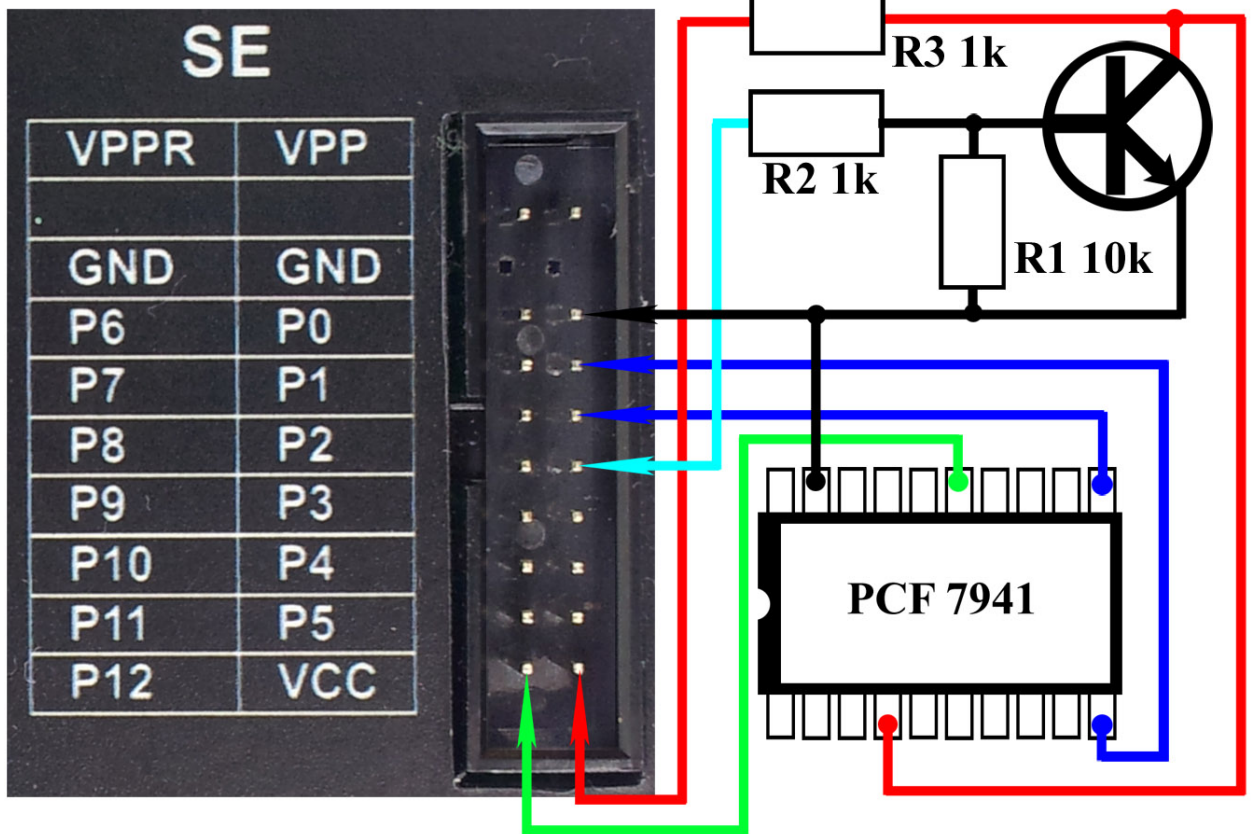 SE
VPPR VPP
GND GND
P6 P0
P7 P1
P8 P2
P9 P3
P10 P4
P11 P5
P12 VCC
R3 1k
R2 1k
R1 10k
PCF 7941